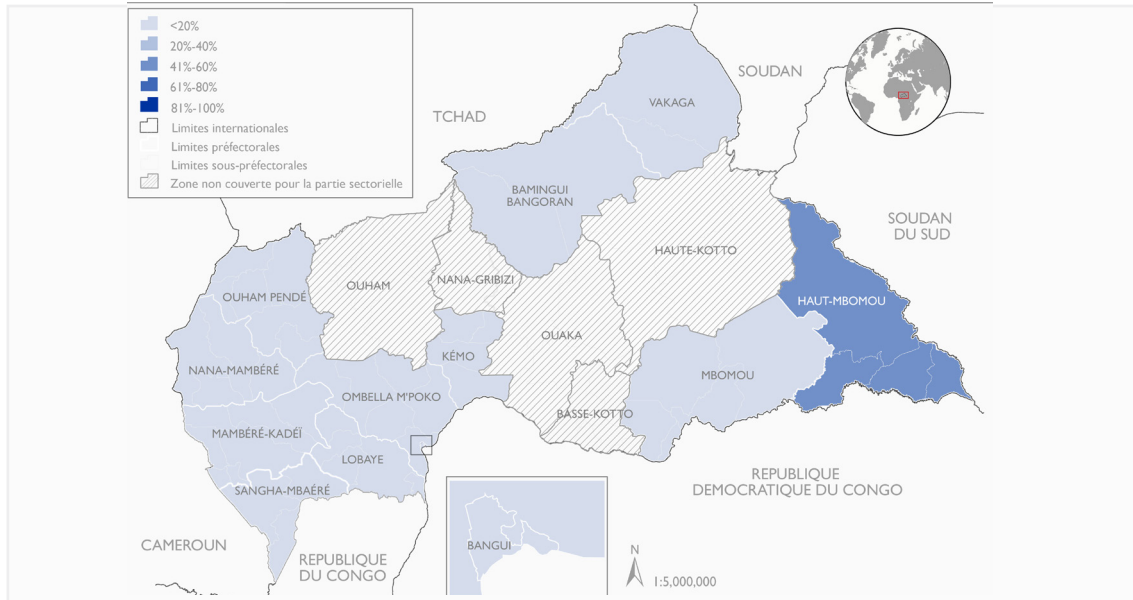 <20%
20%-40%
41%-60%
61%-80%
81%-100%
Limites internationales
Limites préfectorales
Limites sous-préfectorales
Zone non couverte pour la partie sectorielle
SOUDAN
TCHAD
VAKAGA
BAMINGUI
BANGORAN
SOUDAN
DU SUD
HAUTE-KOTTO
OUHAM
NANA-GRIBIZI
OUHAM PENDÉ
HAUT-MBOMOU
OUAKA
KÉMO
NANA-MAMBÉRÉ
MBOMOU
OMBELLA M'POKO
BASSE-KOTTO
MAMBÉRÉ-KADEÏ
LOBAYE
SANGHA-MBAÉRÉ
REPUBLIQUE
DEMOCRATIQUE DU CONGO
CAMEROUN
BANGUI
REPUBLIQUE
DU CONGO
N
1:5,000,000